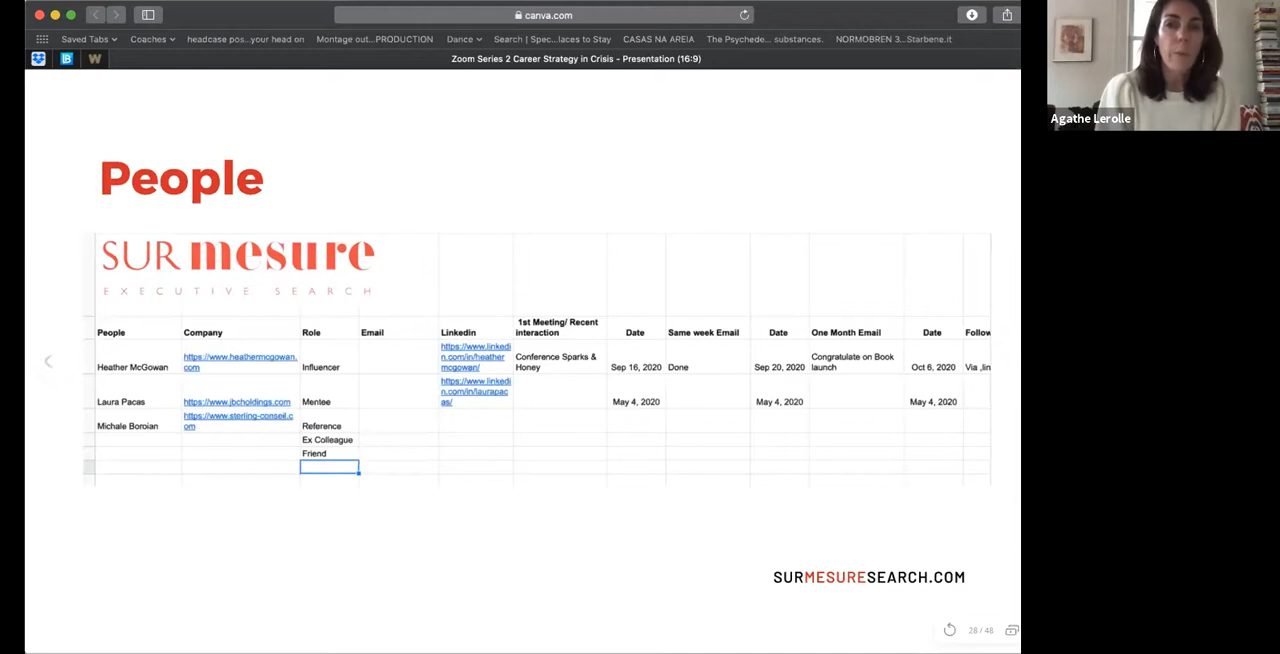 canva.com
Saved Tabs
Coaches
headcase pos...your head on
Montage out...PRODUCTION
Dance
Search | Spec...laces to Stay
CASAS NA AREIA
The Psychede... substances.
NORMOBREN 3...Starbene.it
W
Zoom Series 2 Career Strategy in Crisis - Presentation (16:9)
Agathe Lerolle
People
SUR mesure
EXECUTIVE SEARCH
People Company Role Email Linkedin 1st Meeting/ Recent interaction Date Same week Email Date One Month Email Date Follow
Heather McGowan https://www.heathermcgowan.com Influencer https://www.linkedin.com/in/heathermcgowan/ Conference Sparks & Honey Sep 16, 2020 Done Sep 20, 2020 Congratulate on Book launch Oct 6, 2020 Via ,lin
Laura Pacas https://www.jbcholdings.com Mentee https://www.linkedin.com/in/laurapacas/ May 4, 2020 May 4, 2020 May 4, 2020
Michale Boroian https://www.sterling-conseil.com Reference
Ex Colleague
Friend
SURMESURESEARCH.COM
28 / 48